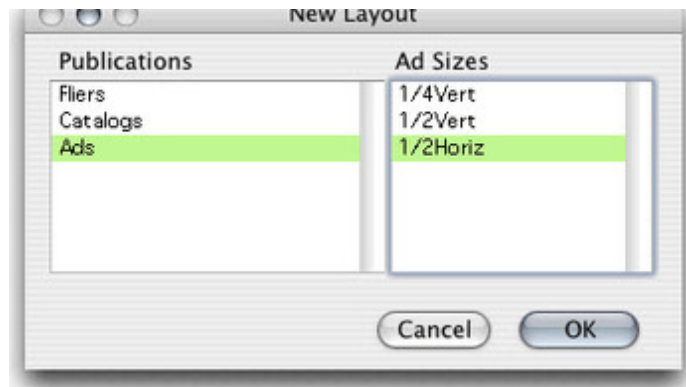 New Layout
Publications
Ad Sizes
Fliers
Catalogs
Ads
1/4Vert
1/2Vert
1/2Horiz
Cancel
OK